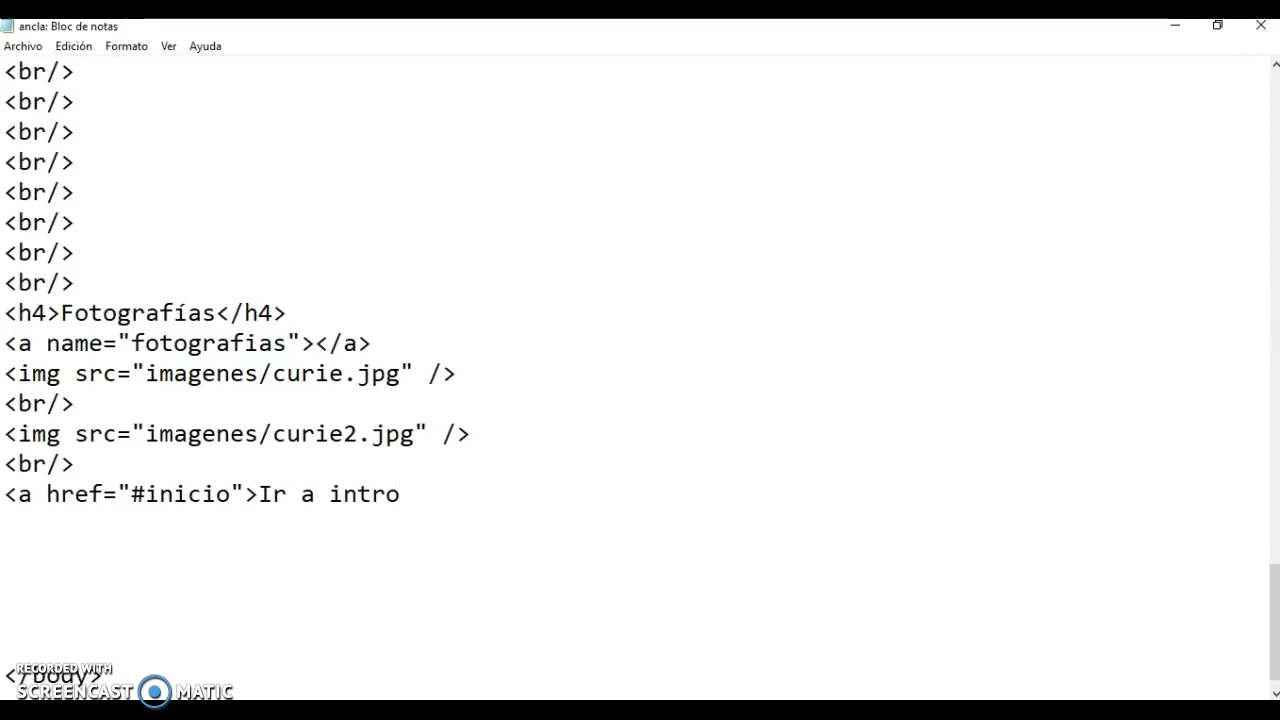 ancla: Bloc de notas
Archivo Edición Formato Ver Ayuda
<br/>
<br/>
<br/>
<br/>
<br/>
<br/>
<br/>
<br/>
<h4>Fotografías</h4>
<a name="fotografias"></a>
<img src="imagenes/curie.jpg" />
<br/>
<img src="imagenes/curie2.jpg" />
<br/>
<a href="#inicio">Ir a intro
</body>
RECORDED WITH
SCREENCAST MATIC